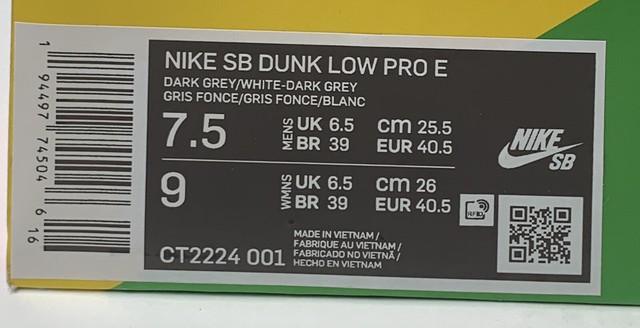 NIKE SB DUNK LOW PRO E
DARK GREY/WHITE-DARK GREY
GRIS FONCE/GRIS FONCE/BLANC
7.5 MENS UK 6.5 cm 25.5
BR 39 EUR 40.5
9 WMNS UK 6.5 cm 26
BR 39 EUR 40.5
NIKE
SB
RFID
CT2224 001
MADE IN VIETNAM /
FABRIQUE AU VIETNAM /
FABRICADO NO VIETNÃ /
HECHO EN VIETNAM
1 94497 74504 6 16